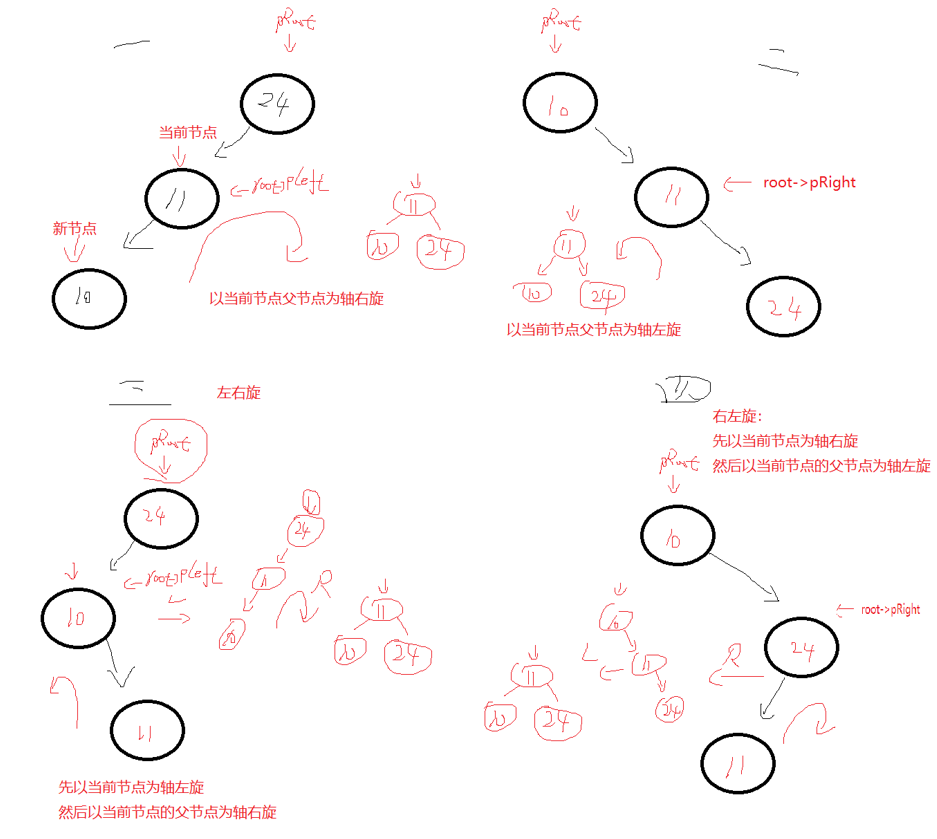 一
pRoot
24
当前节点
11
root->pLeft
新节点
10
11
10
24
以当前节点父节点为轴右旋
二
pRoot
10
11
root->pRight
11
10
24
24
以当前节点父节点为轴左旋
三
左右旋
pRoot
24
24
10
root->pLeft
11
R
10
11
10
24
11
先以当前节点为轴左旋
然后以当前节点的父节点为轴右旋
四
右左旋:
先以当前节点为轴右旋
然后以当前节点的父节点为轴左旋
pRoot
10
root->pRight
24
10
L
11
R
24
11
10
24
11